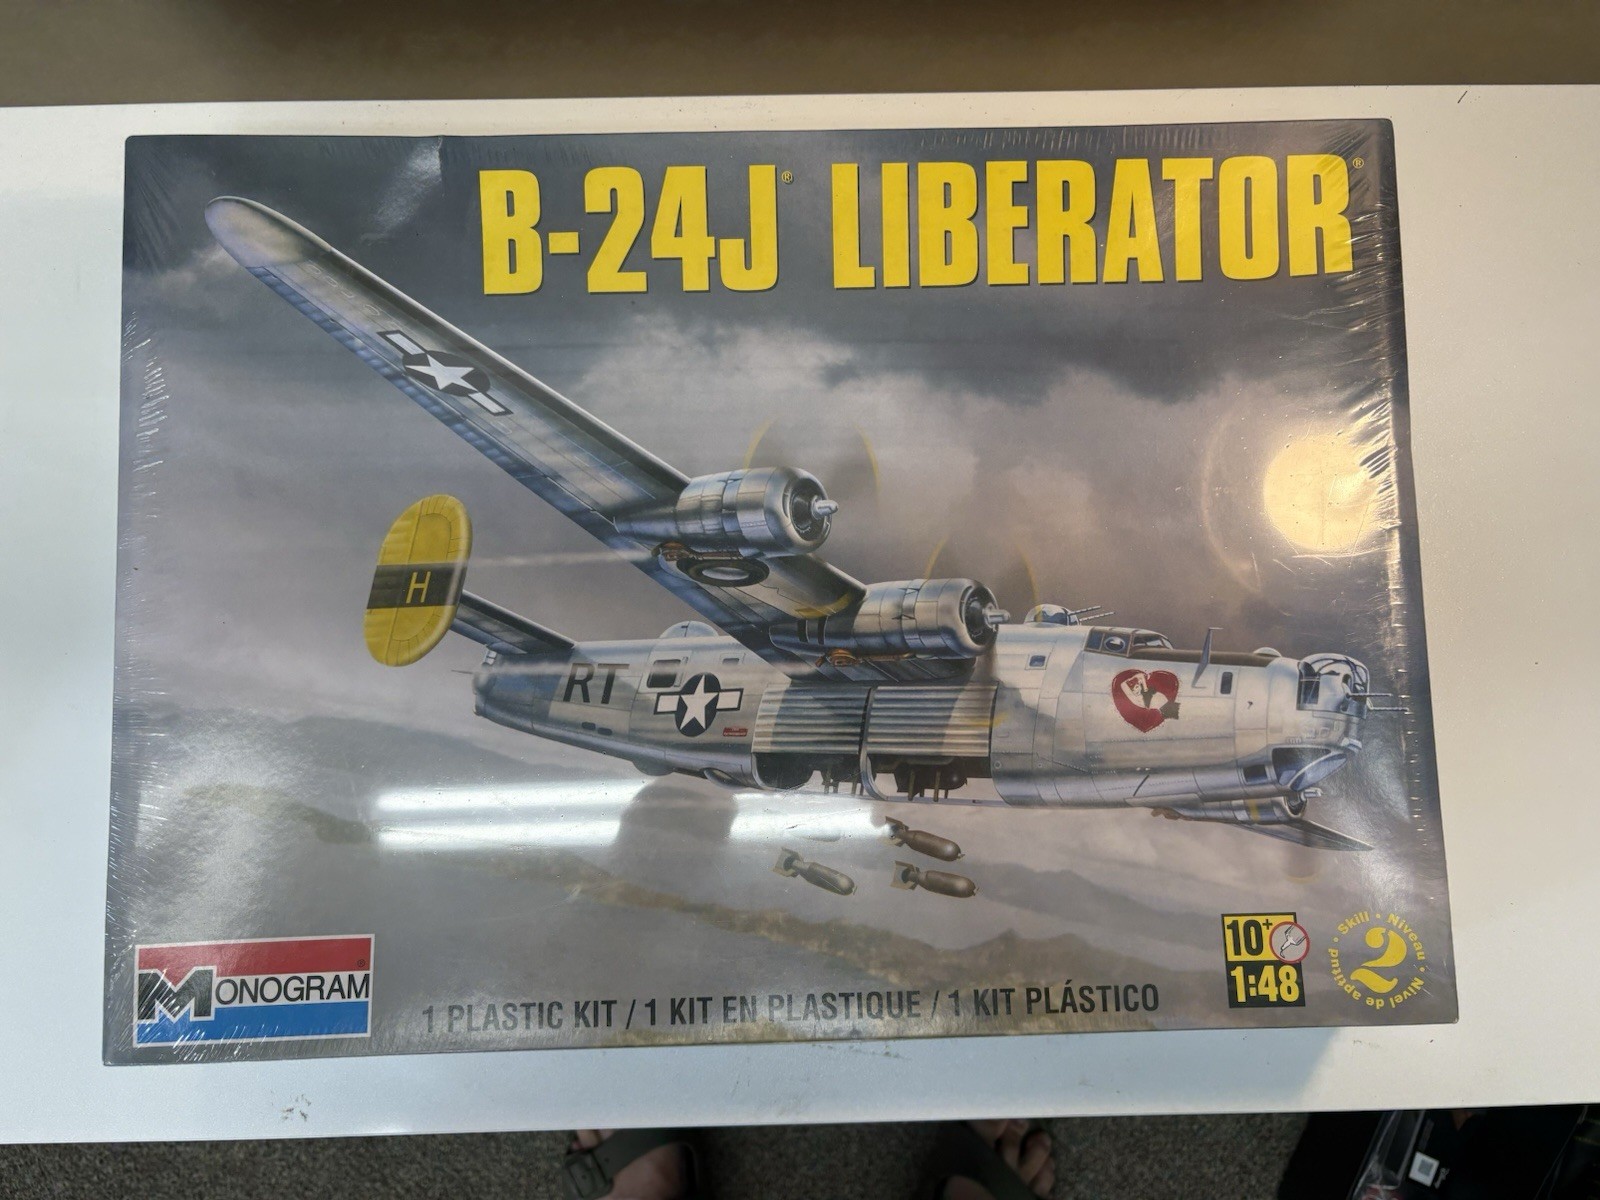 B-24J® LIBERATOR®
H
RT
MONOGRAM®
1 PLASTIC KIT / 1 KIT EN PLASTIQUE / 1 KIT PLÁSTICO
10+
1:48
Skill • Niveau • Nivel de aptitud •
2